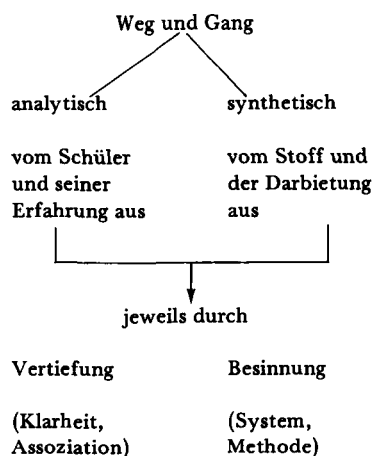 Weg und Gang
analytisch synthetisch
vom Schüler
und seiner
Erfahrung aus
vom Stoff und
der Darbietung
aus
jeweils durch
Vertiefung Besinnung
(Klarheit,
Assoziation)
(System,
Methode)